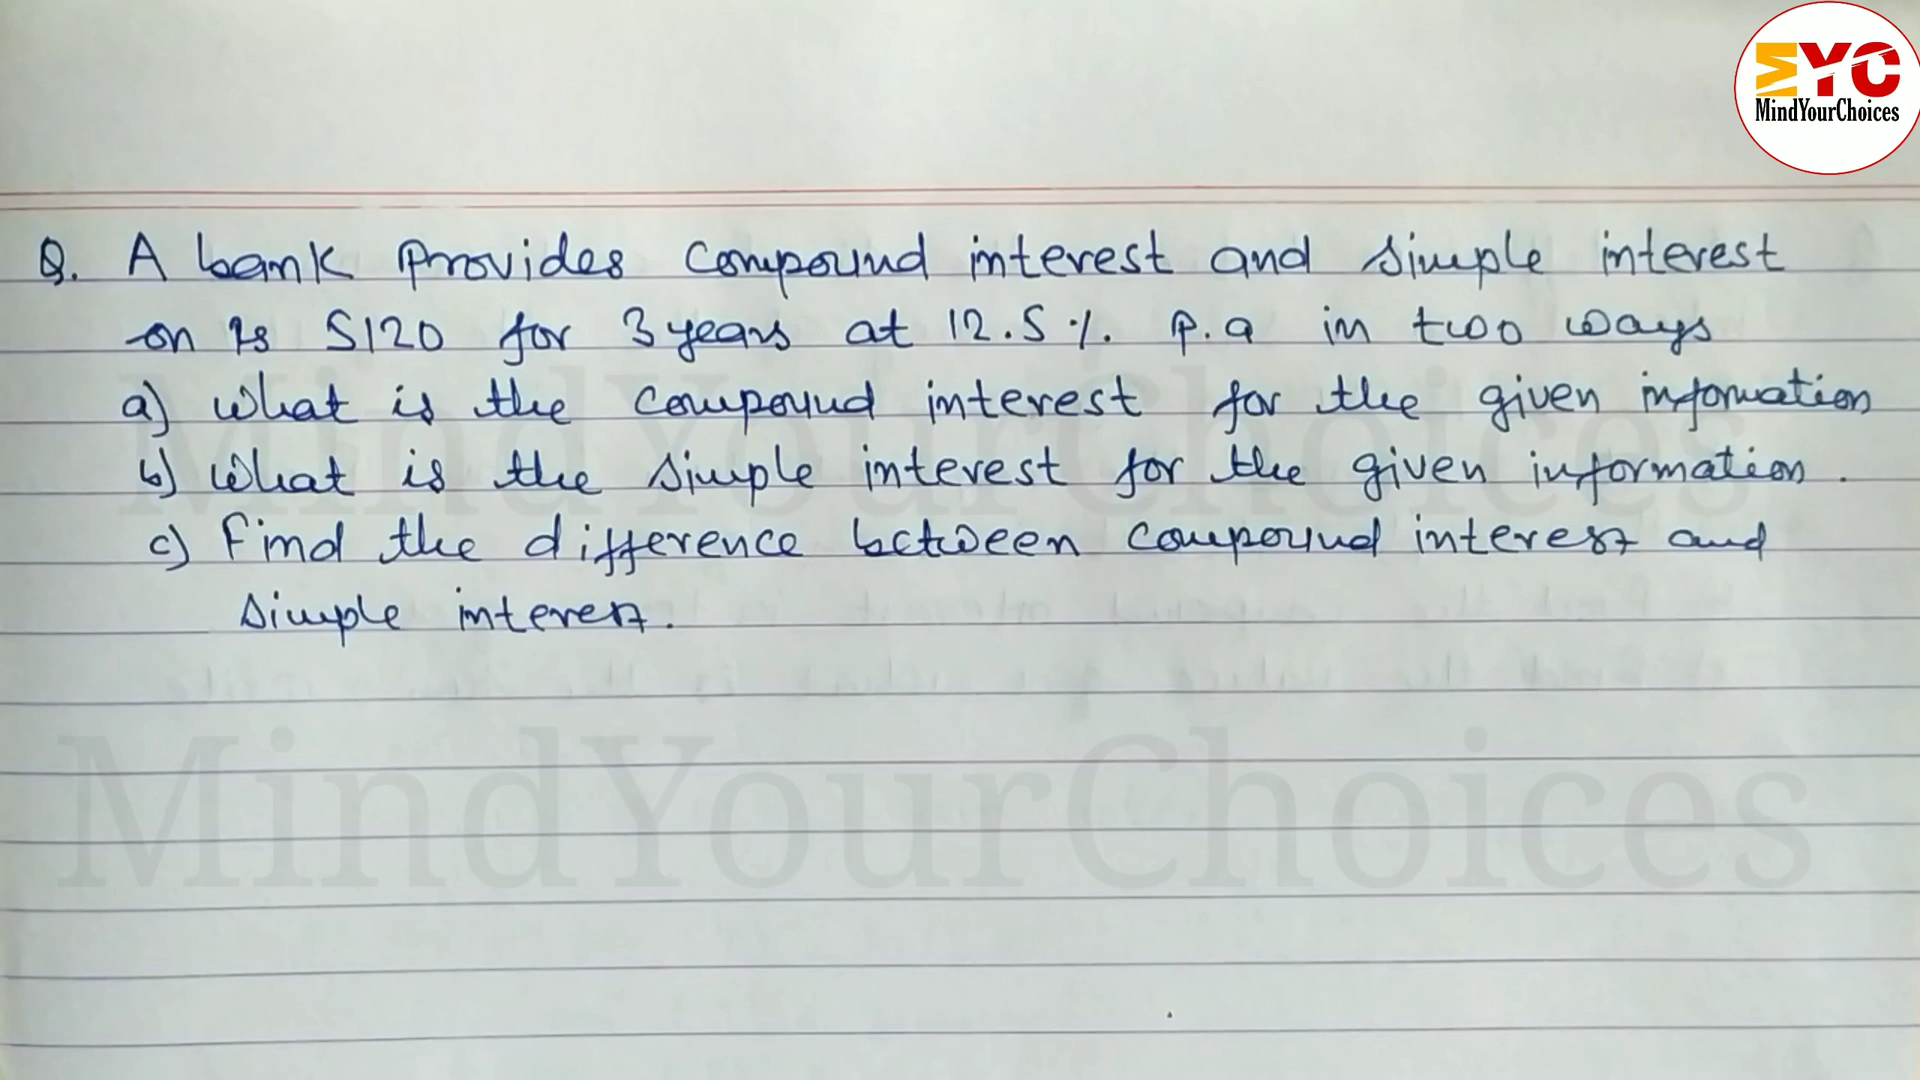 MYC
MindYourChoices
Q. A bank provides compound interest and simple interest
on Rs 5120 for 3 years at 12.5 %. p.a in two ways
a) What is the compound interest for the given information
b) What is the simple interest for the given information.
c) Find the difference between compound interest and
simple interest.
MindYourChoices
MindYourChoices